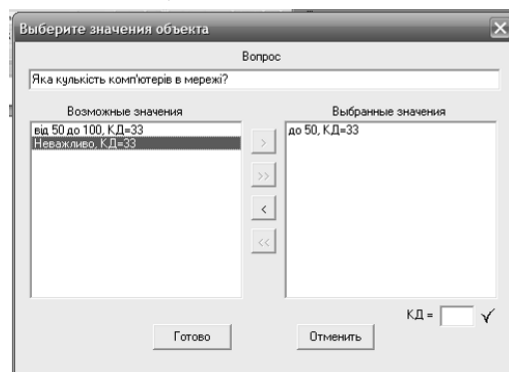 Выберите значения объекта
Вопрос
Яка кулькість комп'ютерів в мережі?
Возможные значения
Выбранные значения
від 50 до 100, КД=33
Неважливо, КД=33
до 50, КД=33
>
>>
<
<<
КД =
Готово
Отменить